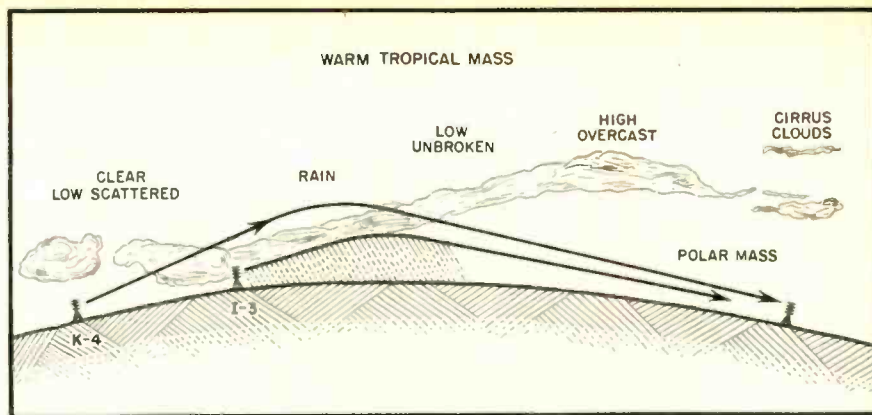 WARM TROPICAL MASS
CIRRUS
CLOUDS
HIGH
OVERCAST
LOW
UNBROKEN
CLEAR
LOW SCATTERED
RAIN
POLAR MASS
I-3
K-4